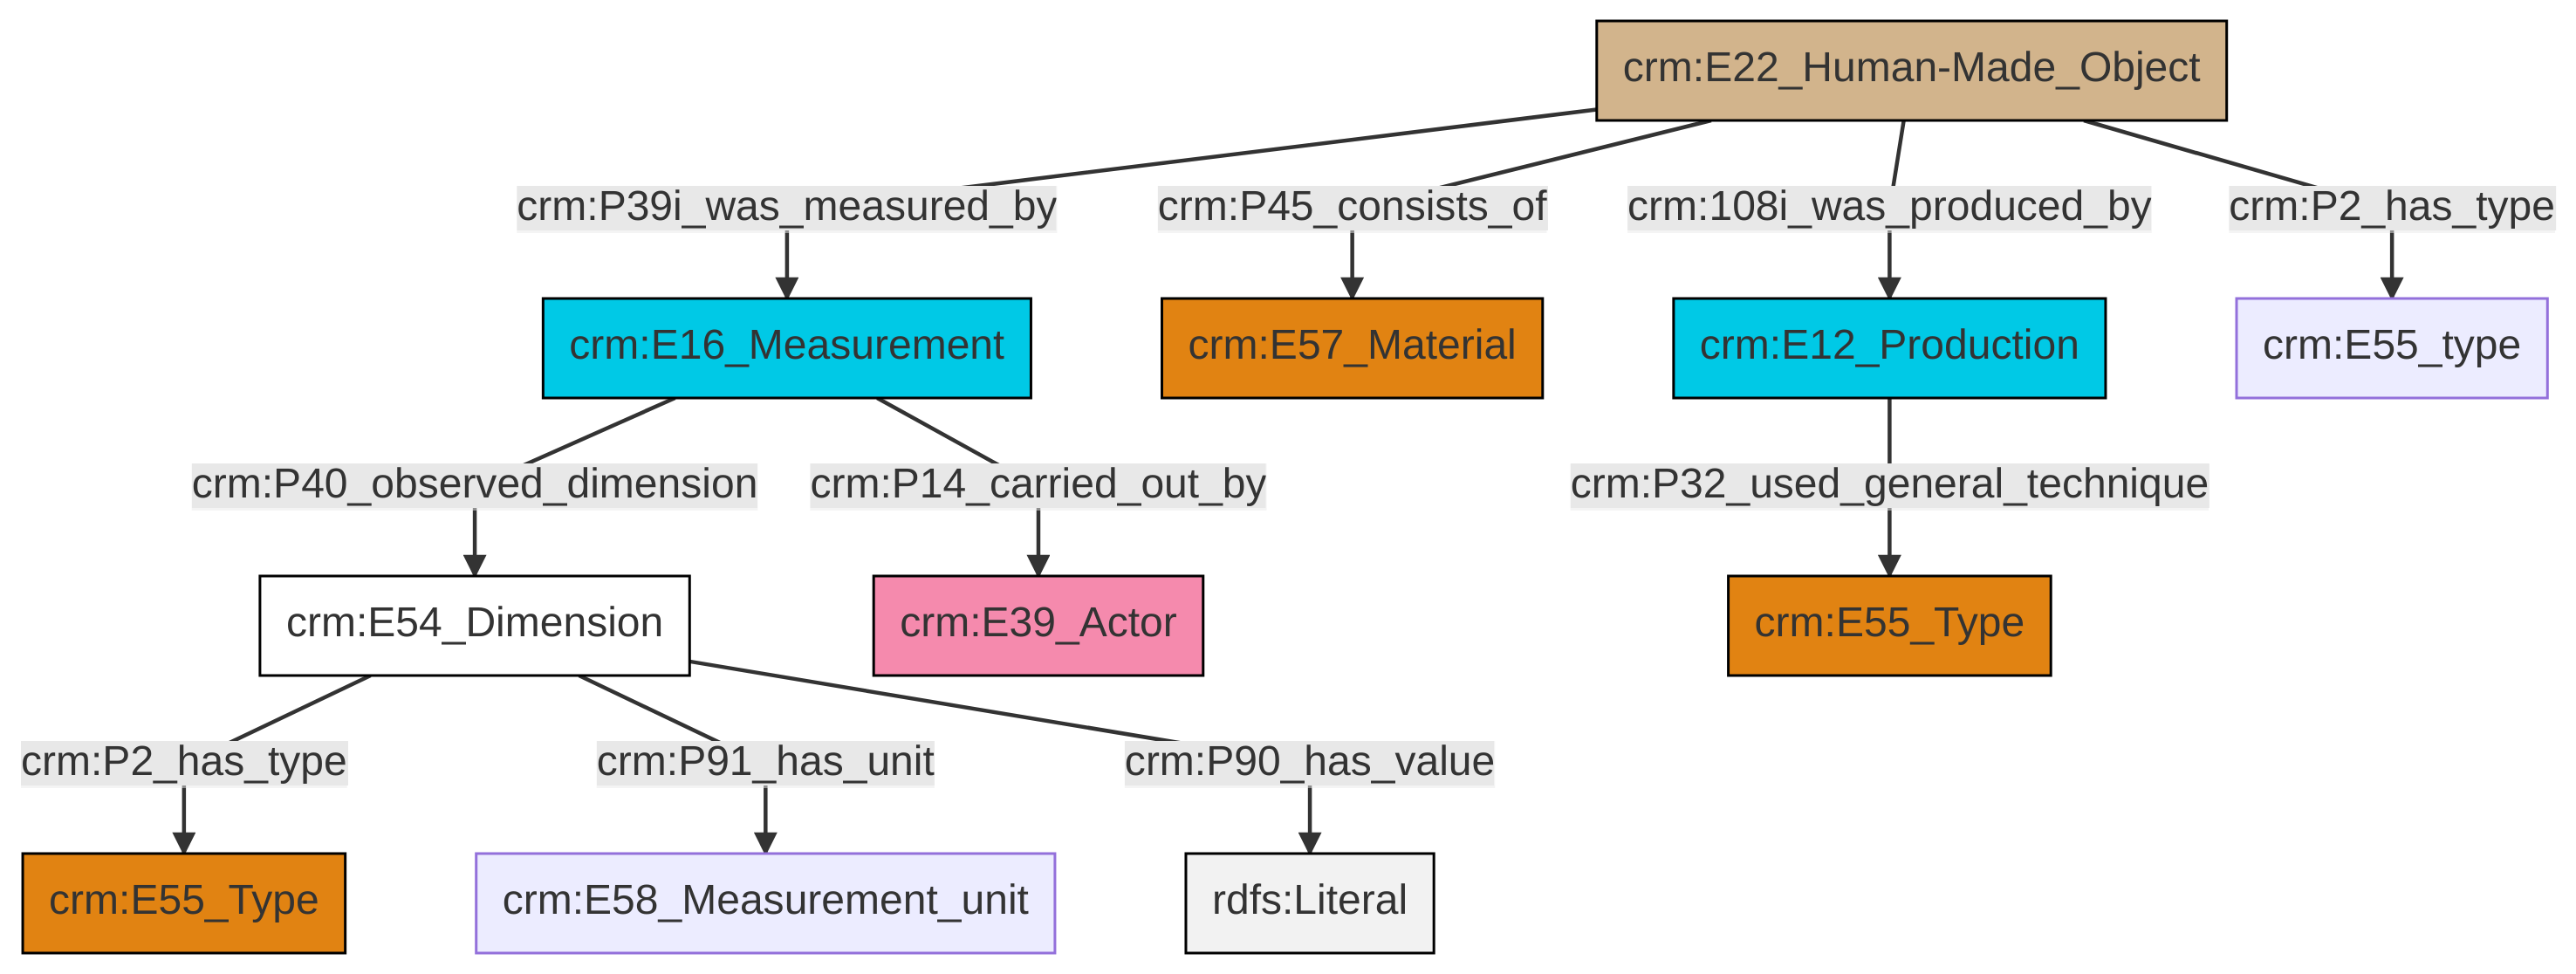 crm:E22_Human-Made_Object
crm:P39i_was_measured_by
crm:P45_consists_of
crm:108i_was_produced_by
crm:P2_has_type
crm:E16_Measurement
crm:E57_Material
crm:E12_Production
crm:E55_type
crm:P40_observed_dimension
crm:P14_carried_out_by
crm:P32_used_general_technique
crm:E54_Dimension
crm:E39_Actor
crm:E55_Type
crm:P2_has_type
crm:P91_has_unit
crm:P90_has_value
crm:E55_Type
crm:E58_Measurement_unit
rdfs:Literal